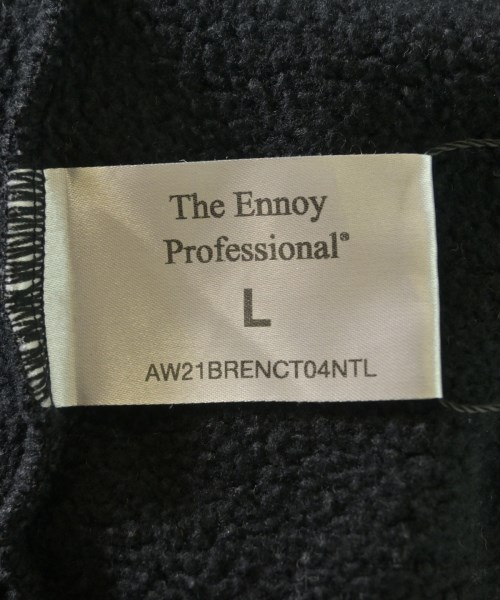 The Ennoy
Professional®
L
AW21BRENCT04NTL